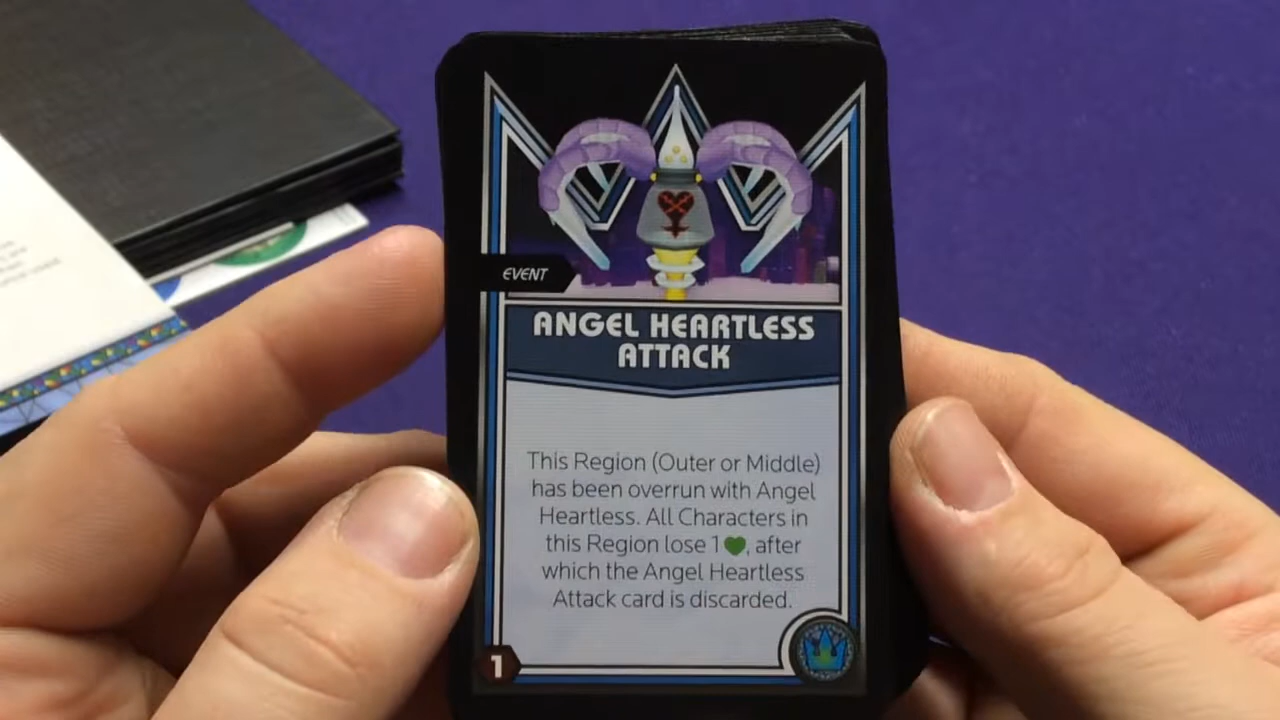 EVENT
ANGEL HEARTLESS
ATTACK
This Region (Outer or Middle)
has been overrun with Angel
Heartless. All Characters in
this Region lose 1 , after
which the Angel Heartless
Attack card is discarded.
1